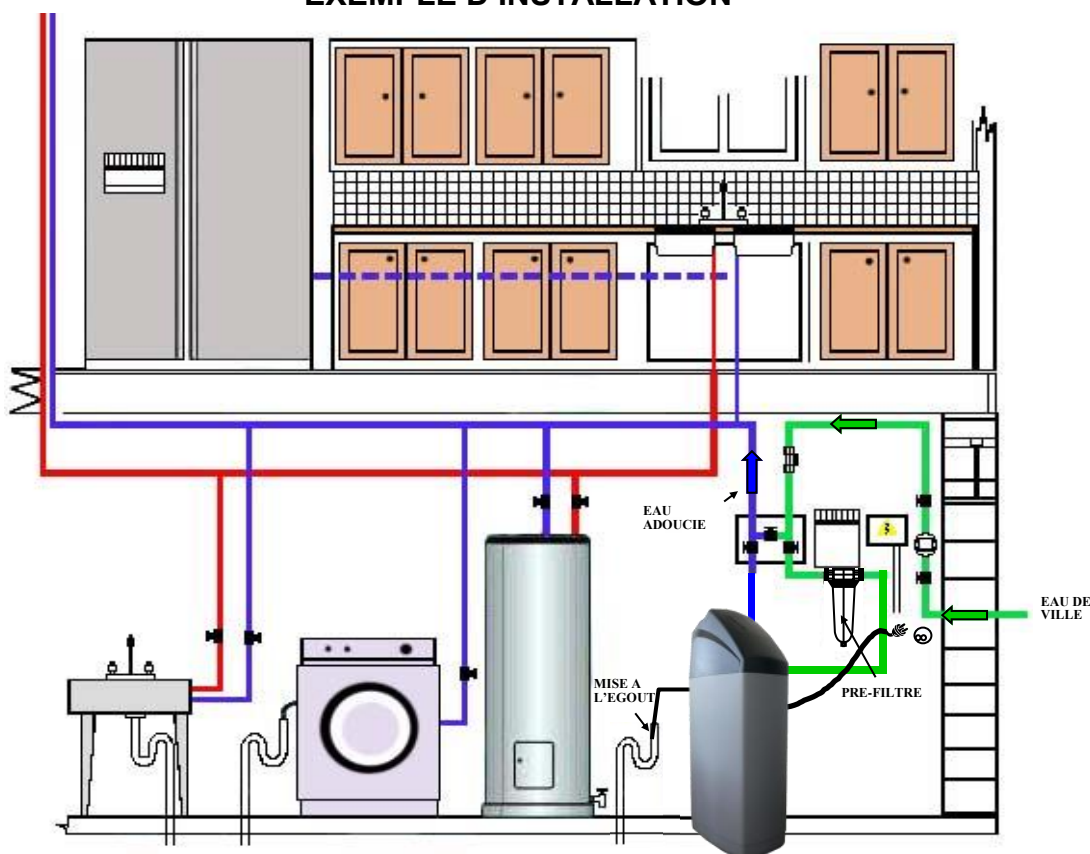 EXEMPLE D'INSTALLATION
EAU
ADOUCIE
EAU DE
VILLE
MISE A
L'EGOUT
PRE-FILTRE